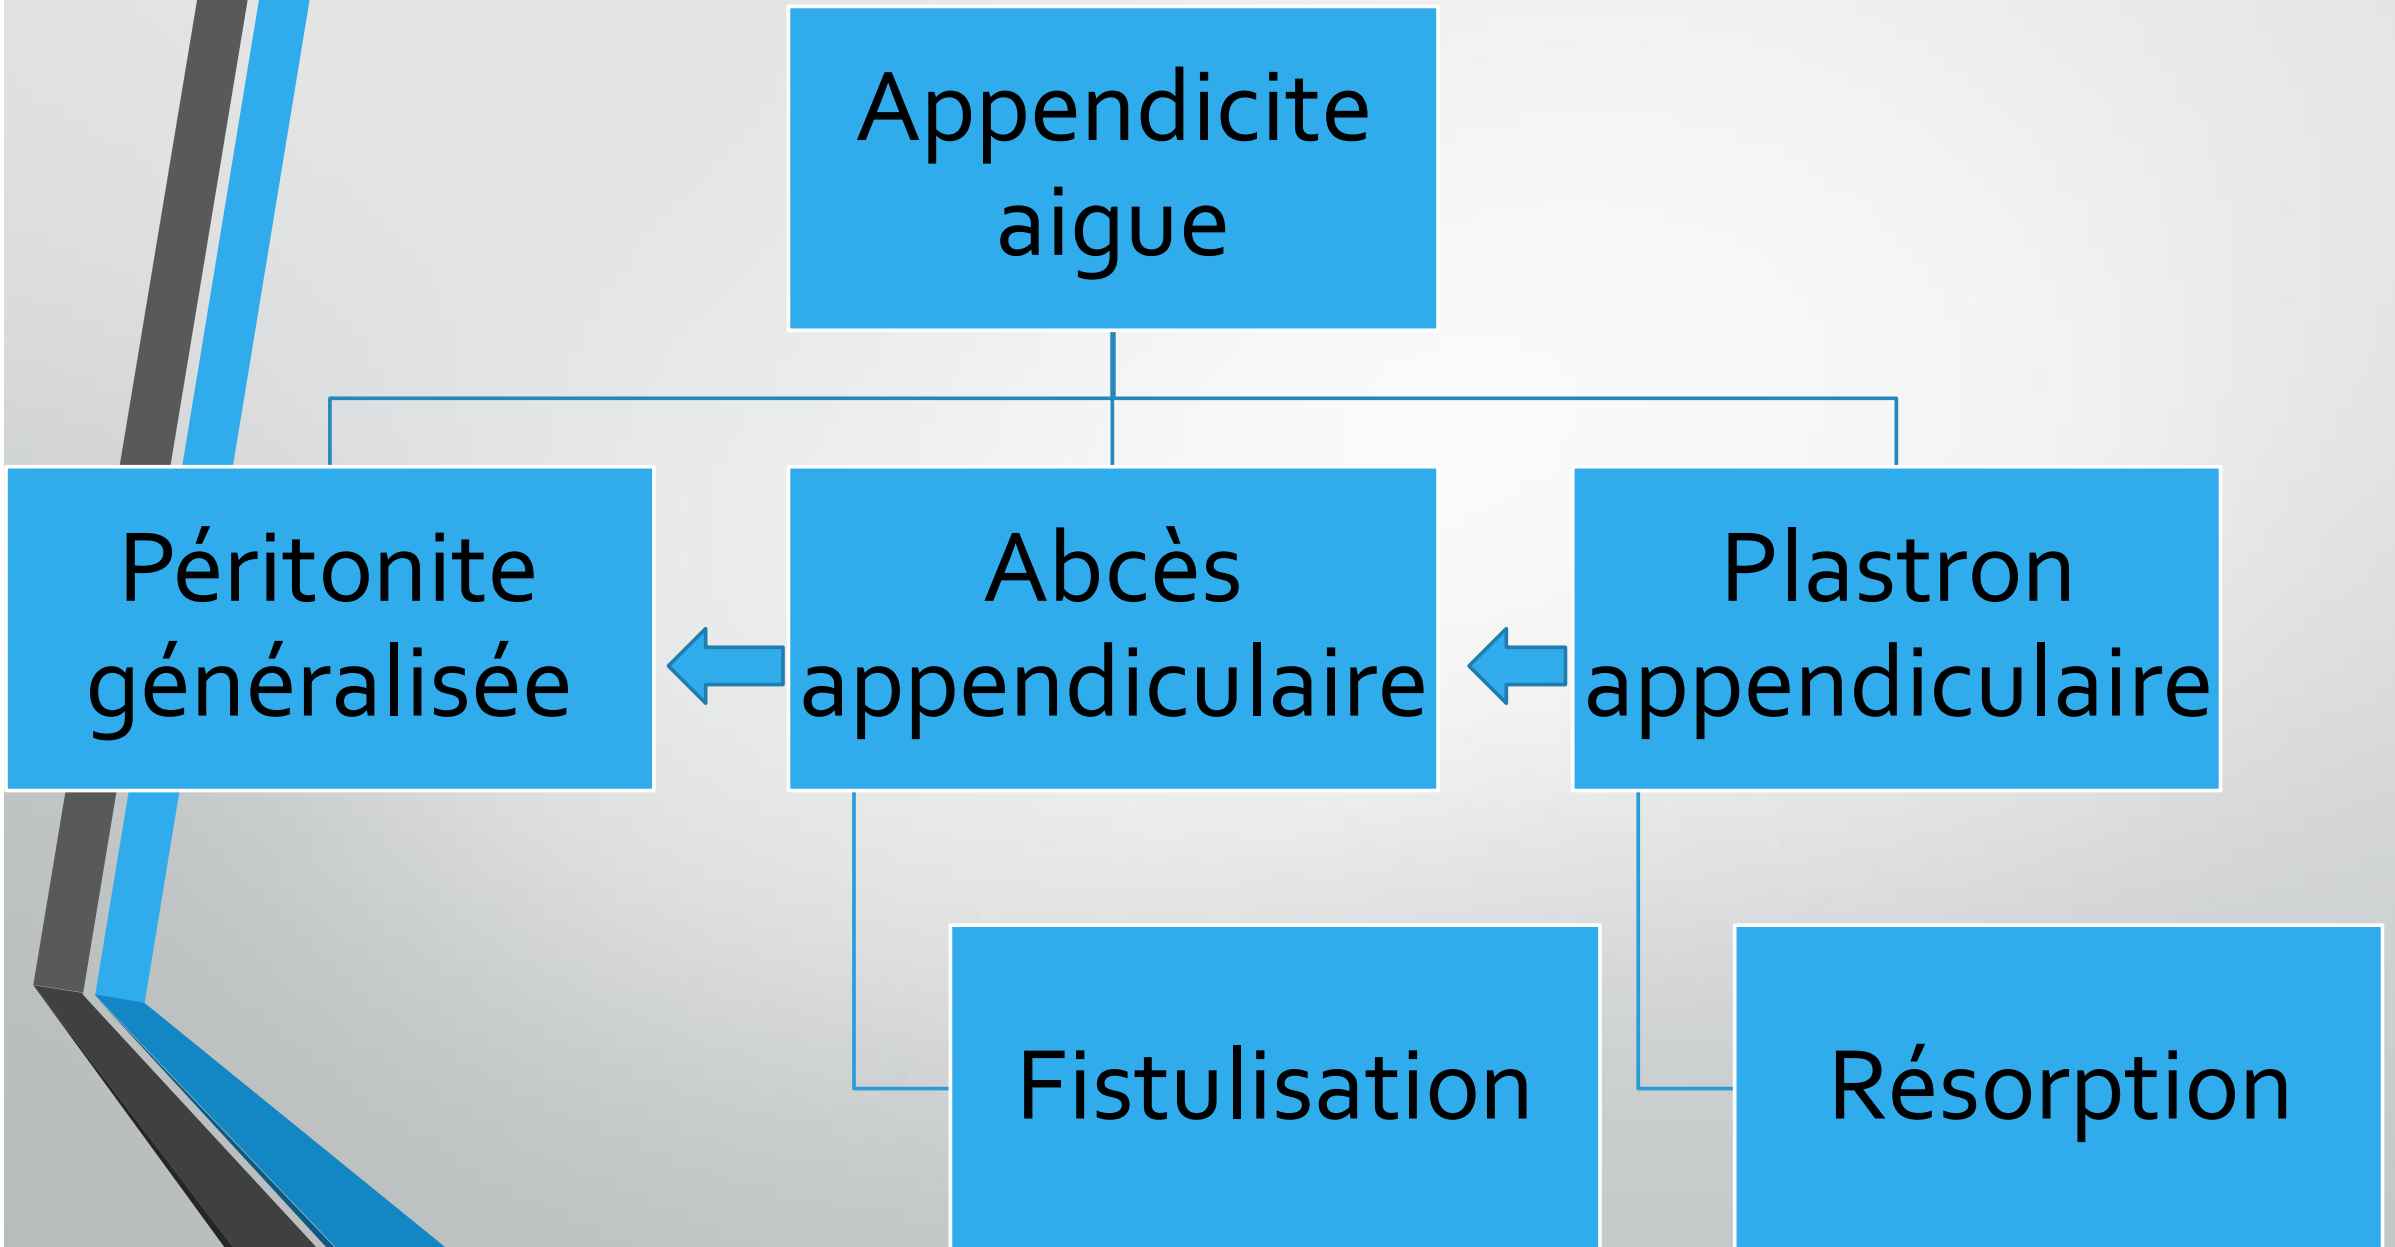 Appendicite
aigue
Péritonite
généralisée
Abcès
appendiculaire
Plastron
appendiculaire
Fistulisation
Résorption